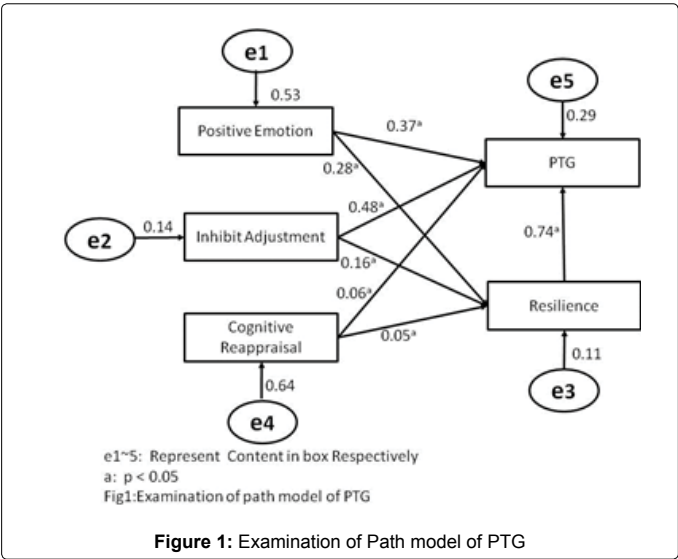 e1
e5
0.53
0.29
Positive Emotion
0.37ᵃ
PTG
0.28ᵃ
0.48ᵃ
0.14
e2
Inhibit Adjustment
0.74ᵃ
0.16ᵃ
0.06ᵃ
Resilience
Cognitive
Reappraisal
0.05ᵃ
0.11
0.64
e3
e4
e1~5: Represent Content in box Respectively
a: p < 0.05
Fig1:Examination of path model of PTG
Figure 1: Examination of Path model of PTG